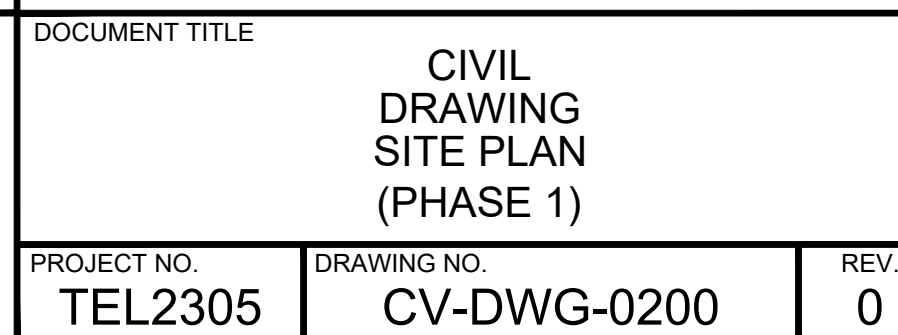 DOCUMENT TITLE
CIVIL
DRAWING
SITE PLAN
(PHASE 1)
PROJECT NO.
TEL2305
DRAWING NO.
CV-DWG-0200
REV.
0